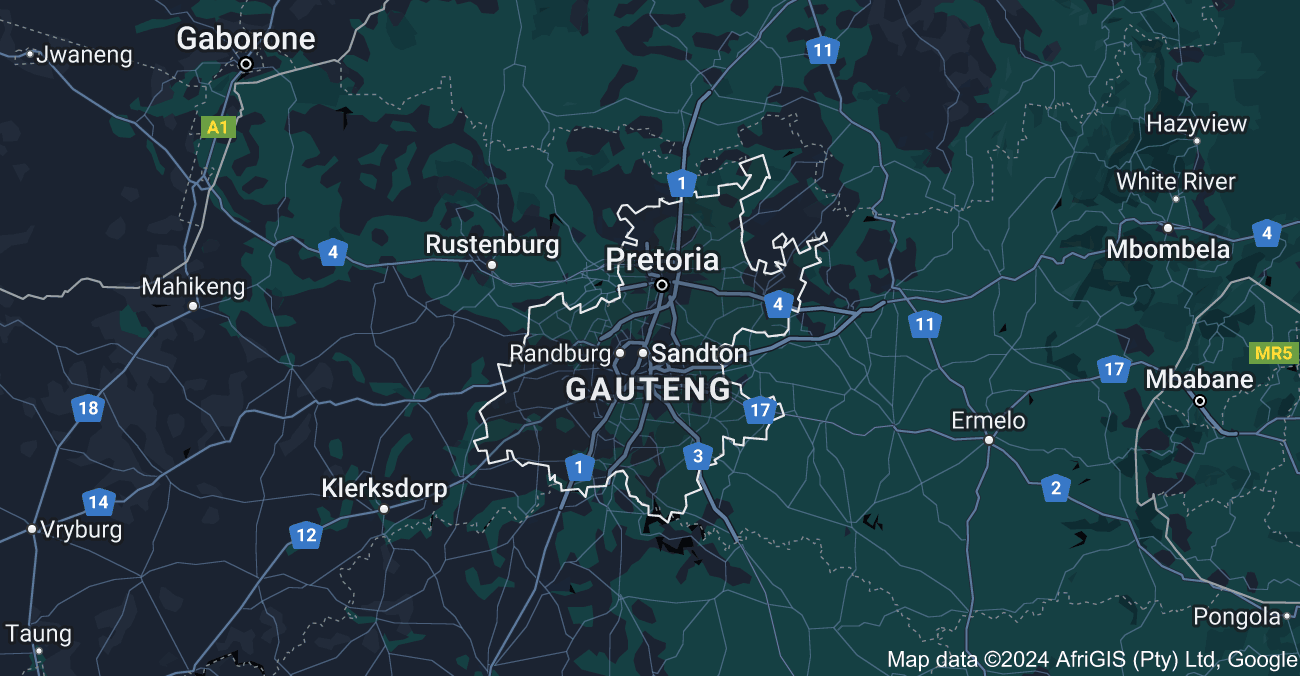 Gaborone
11
Jwaneng
A1
Hazyview
1
White River
4
Mbombela
Rustenburg
4
Pretoria
Mahikeng
4
11
MR5
Randburg
Sandton
17
Mbabane
GAUTENG
18
17
Ermelo
3
1
Klerksdorp
2
14
Vryburg
12
Pongola
Taung
Map data ©2024 AfriGIS (Pty) Ltd, Google